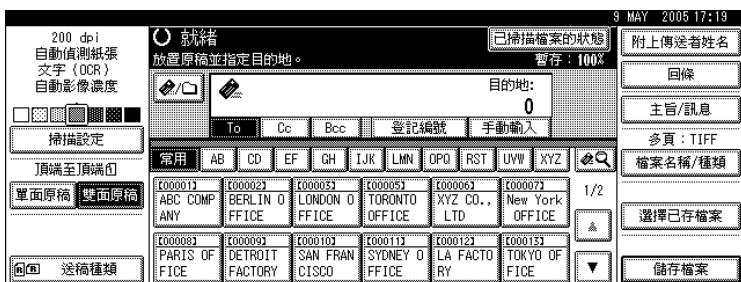 9 MAY 2005 17:19
200 dpi
自動偵測紙張
文字 (OCR)
自動影像濃度
掃描設定
頂端至頂端
單面原稿 雙面原稿
送稿種類
就緒
已掃描檔案的狀態
放置原稿並指定目的地。
暫存:100%
目的地:
0
To Cc Bcc 登記編號 手動輸入
常用 AB CD EF GH IJK LMN OPQ RST UVW XYZ
[00001] [00002] [00003] [00005] [00006] [00007]
ABC COMP BERLIN O LONDON O TORONTO XYZ CO., New York
ANY FFICE FFICE OFFICE LTD OFFICE
1/2
[00008] [00009] [00010] [00011] [00012] [00013]
PARIS OF DETROIT SAN FRAN SYDNEY O LA FACTO TOKYO OF
FICE FACTORY CISCO FFICE RY FICE
附上傳送者姓名
回條
主旨/訊息
多頁:TIFF
檔案名稱/種類
選擇已存檔案
儲存檔案